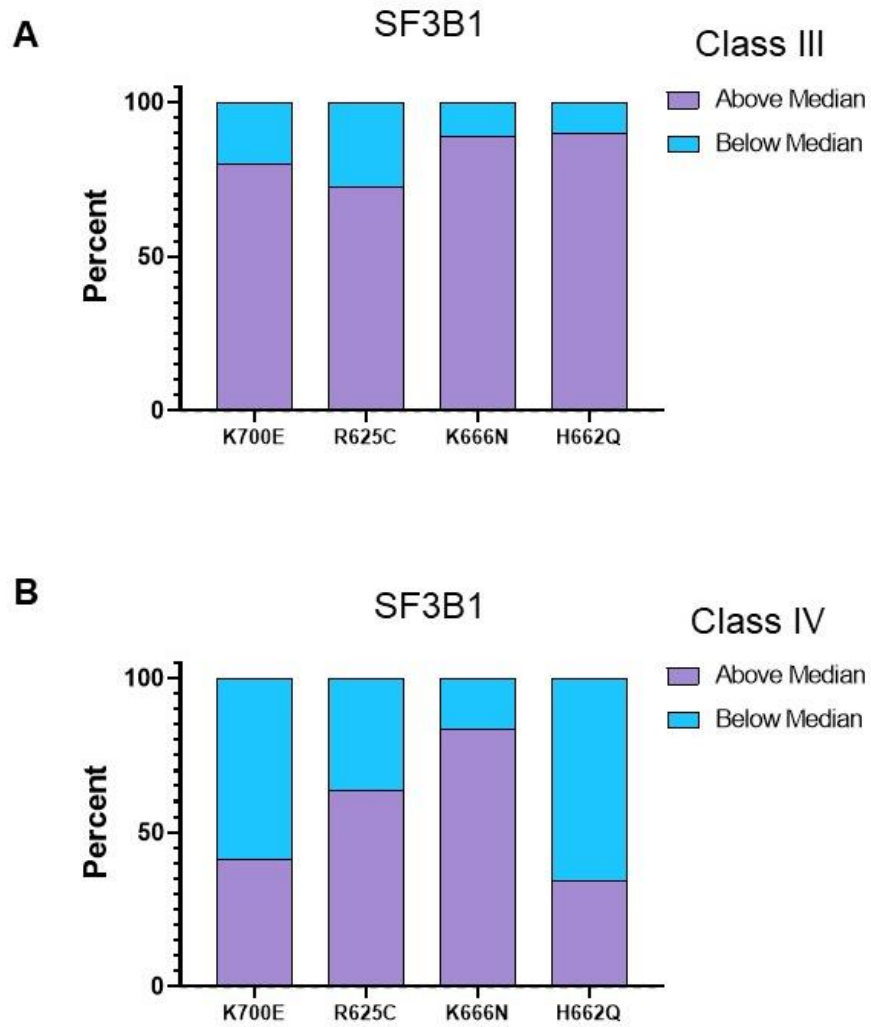 A
SF3B1
Class III
Above Median
Below Median
Percent
100
50
0
K700E R625C K666N H662Q
B
SF3B1
Class IV
Above Median
Below Median
Percent
100
50
0
K700E R625C K666N H662Q